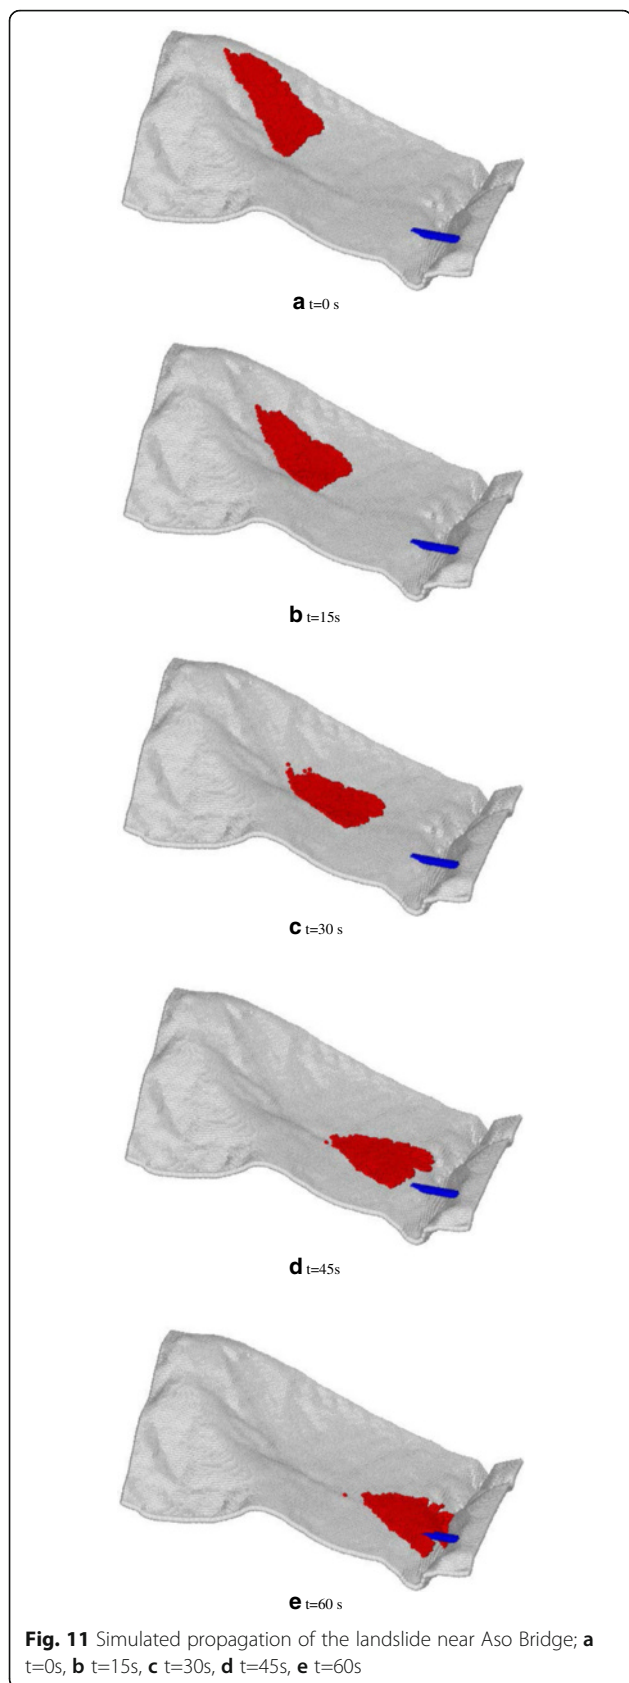 a t=0 s
b t=15s
c t=30 s
d t=45s
e t=60 s
Fig. 11 Simulated propagation of the landslide near Aso Bridge; a
t=0s, b t=15s, c t=30s, d t=45s, e t=60s